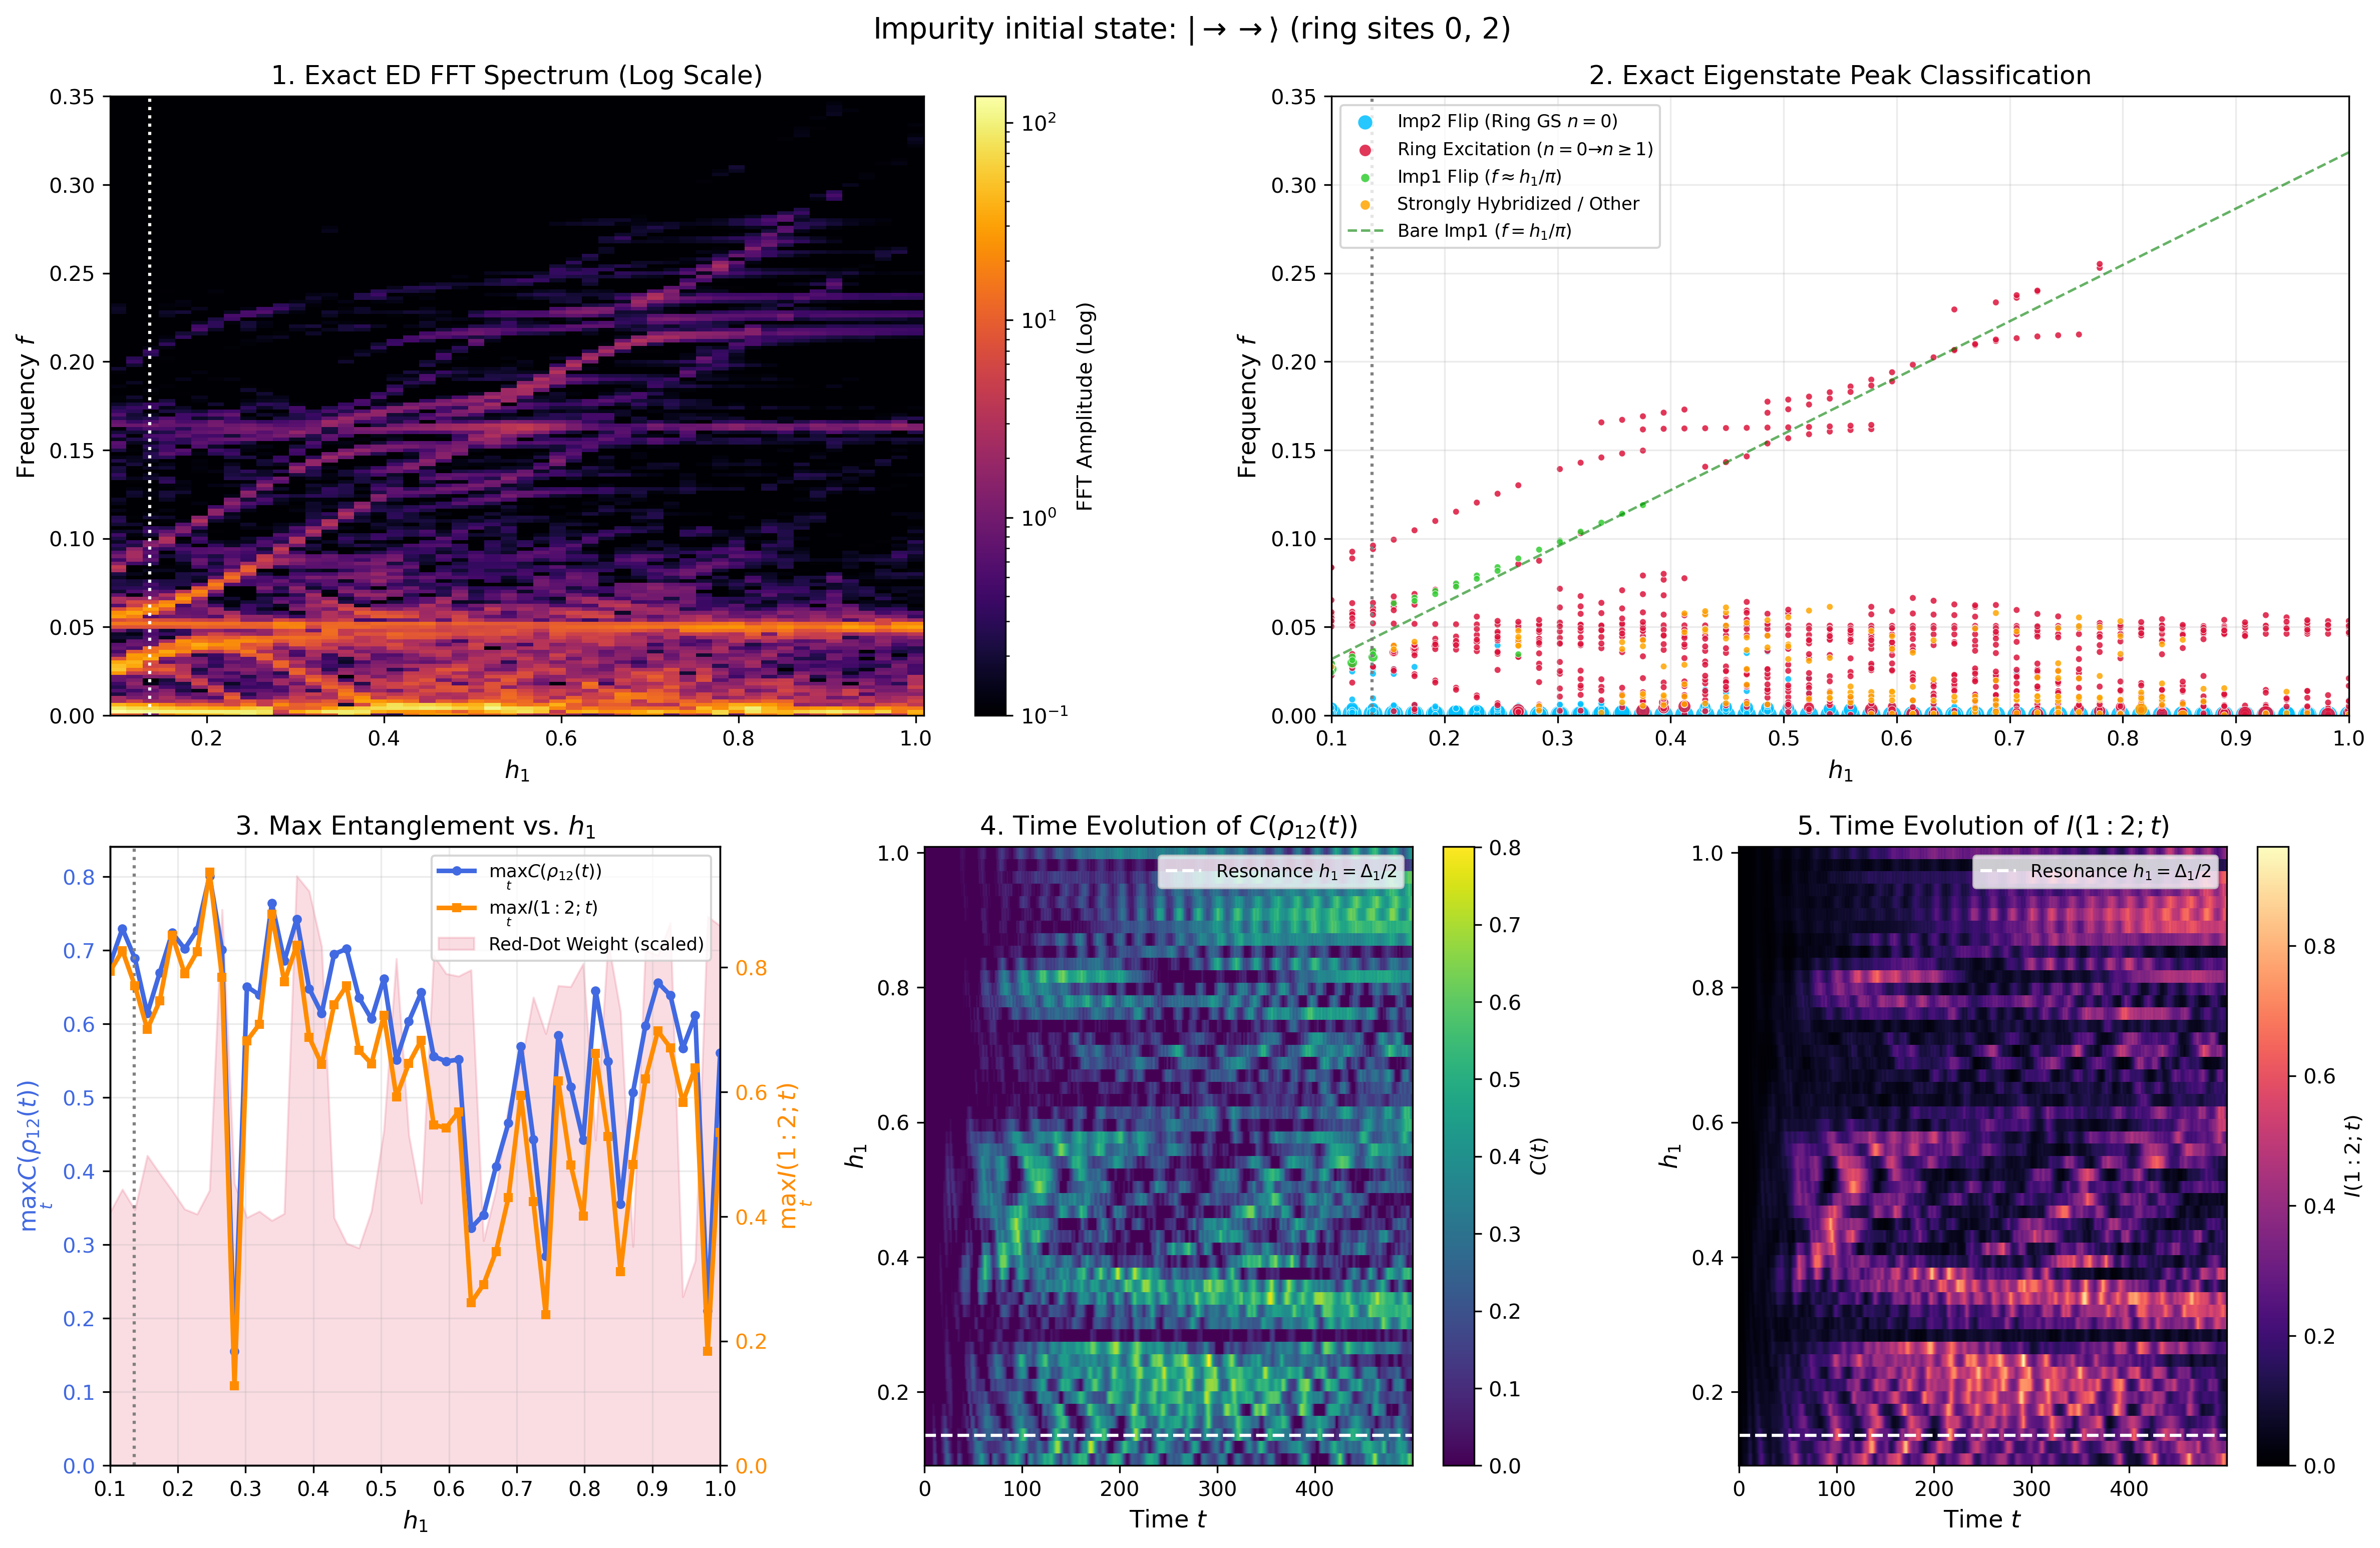 Impurity initial state: |→→⟩ (ring sites 0, 2)
1. Exact ED FFT Spectrum (Log Scale)
Frequency f
0.35
0.30
0.25
0.20
0.15
0.10
0.05
0.00
0.2
0.4
0.6
0.8
1.0
h₁
10²
10¹
10⁰
10⁻¹
FFT Amplitude (Log)
2. Exact Eigenstate Peak Classification
Frequency f
0.35
0.30
0.25
0.20
0.15
0.10
0.05
0.00
Imp2 Flip (Ring GS n = 0)
Ring Excitation (n = 0→n ≥ 1)
Imp1 Flip (f ≈ h₁/π)
Strongly Hybridized / Other
Bare Imp1 (f = h₁/π)
0.1
0.2
0.3
0.4
0.5
0.6
0.7
0.8
0.9
1.0
h₁
3. Max Entanglement vs. h₁
max C(ρ₁₂(t))
t
0.8
0.7
0.6
0.5
0.4
0.3
0.2
0.1
0.0
max C(ρ₁₂(t))
t
max I(1 : 2; t)
t
Red-Dot Weight (scaled)
0.8
0.6
0.4
0.2
0.0
max I(1 : 2; t)
t
0.1
0.2
0.3
0.4
0.5
0.6
0.7
0.8
0.9
1.0
h₁
4. Time Evolution of C(ρ₁₂(t))
h₁
1.0
0.8
0.6
0.4
0.2
Resonance h₁ = Δ₁/2
0
100
200
300
400
Time t
0.8
0.7
0.6
0.5
0.4
0.3
0.2
0.1
0.0
C(t)
5. Time Evolution of I(1 : 2; t)
h₁
1.0
0.8
0.6
0.4
0.2
Resonance h₁ = Δ₁/2
0
100
200
300
400
Time t
0.8
0.6
0.4
0.2
0.0
I(1 : 2; t)